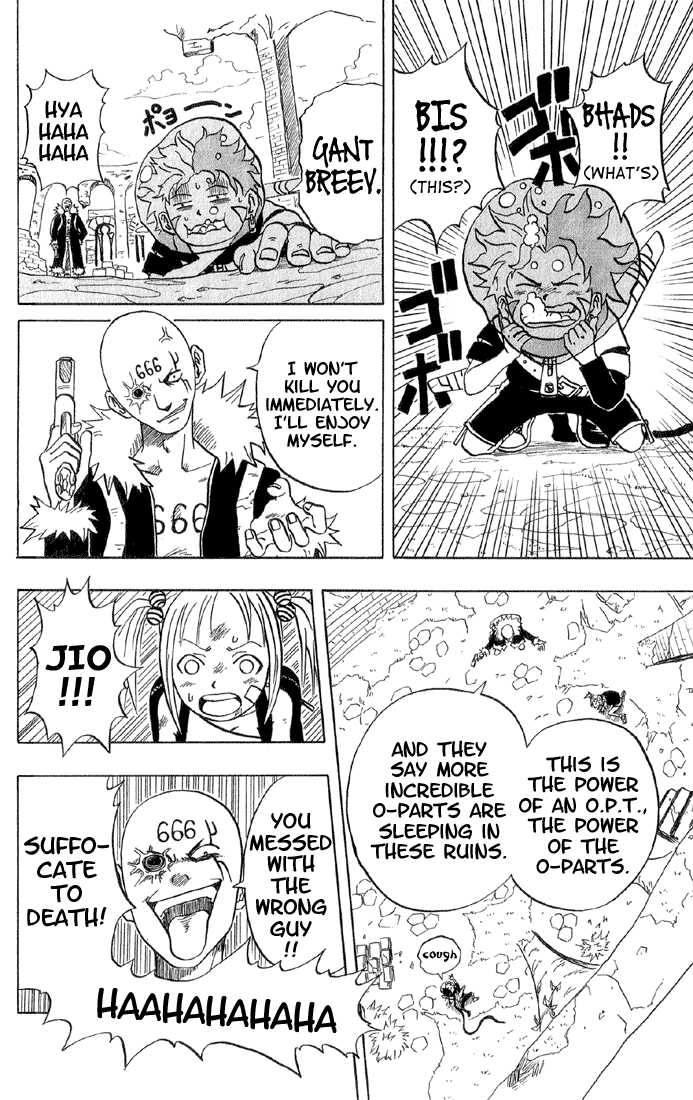 BHADS
!!
(WHAT'S)
BIS
!!!?
(THIS?)
ゴボ
ゴボ
GANT
BREEV.
ポヨーン
HYA
HAHA
HAHA
I WON'T
KILL YOU
IMMEDIATELY.
I'LL ENJOY
MYSELF.
666
666
THIS IS
THE POWER
OF AN O.P.T.,
THE POWER
OF THE
O-PARTS.
AND THEY
SAY MORE
INCREDIBLE
O-PARTS ARE
SLEEPING IN
THESE RUINS.
cough
JIO
!!!
YOU
MESSED
WITH
THE
WRONG
GUY
!!
666
SUFFO-
CATE
TO
DEATH!
HAAHAHAHAHA